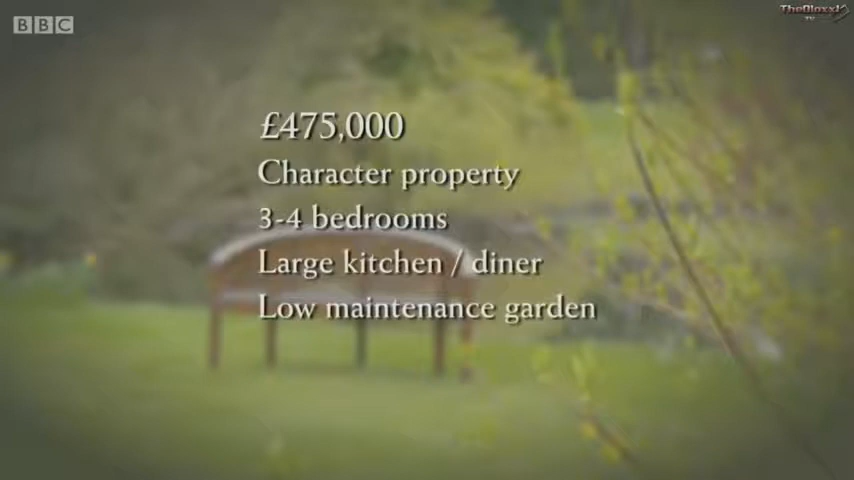 BBC
£475,000
Character property
3-4 bedrooms
Large kitchen / diner
Low maintenance garden